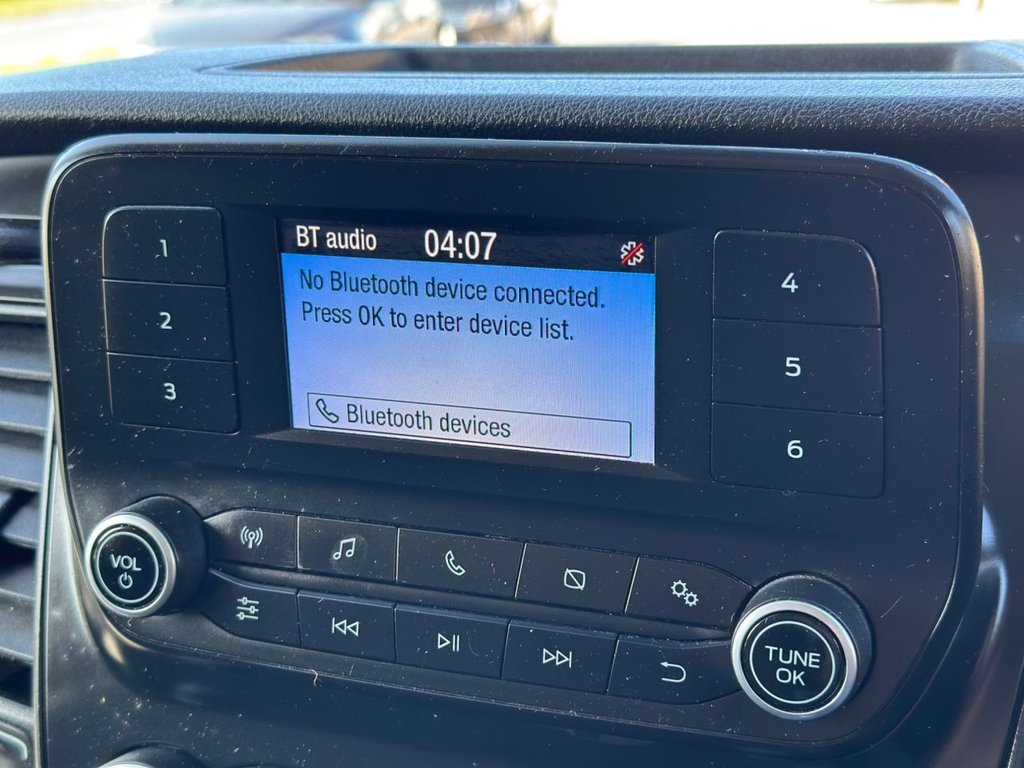 BT audio 04:07
No Bluetooth device connected.
Press OK to enter device list.
Bluetooth devices
1
2
3
4
5
6
VOL
TUNE
OK